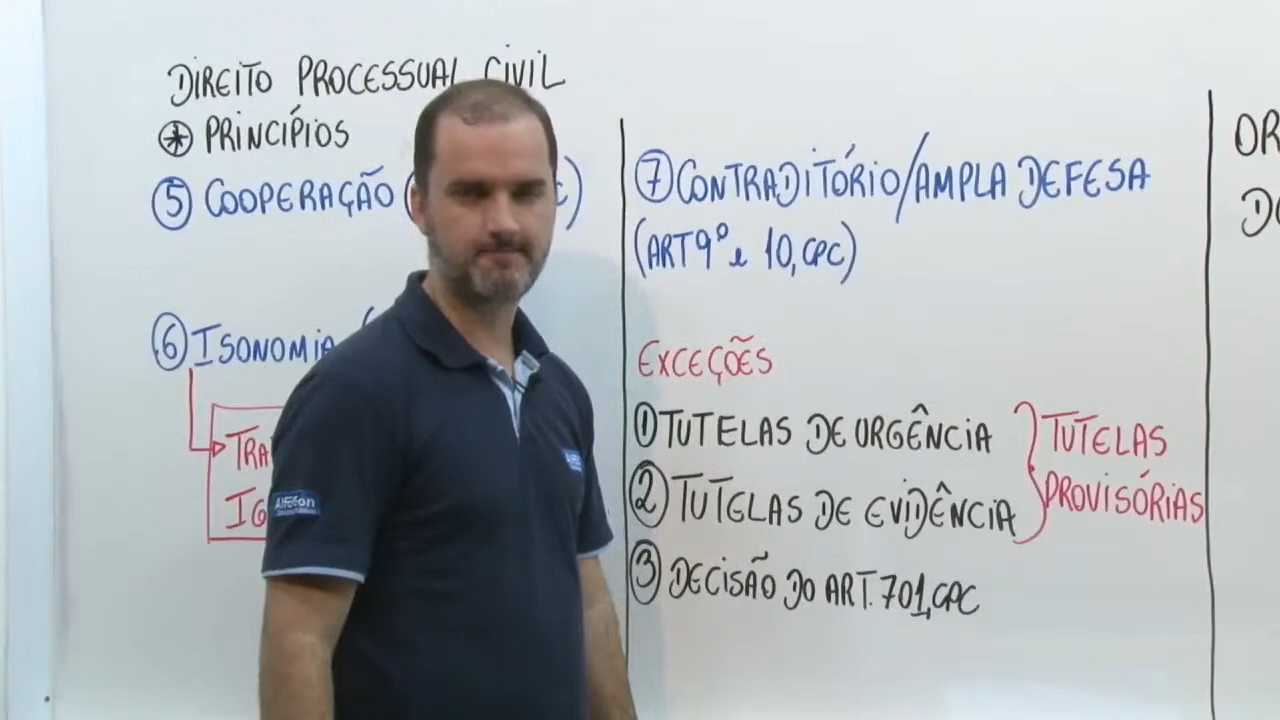 DIREITO PROCESSUAL CIVIL
* PRINCÍPIOS
5 COOPERAÇÃO (
6 ISONOMIA (
7 CONTRADITÓRIO/AMPLA DEFESA
(ART 9º e 10, CPC)
EXCEÇÕES
1 TUTELAS DE URGÊNCIA
2 TUTELAS DE EVIDÊNCIA
} TUTELAS
PROVISÓRIAS
3 DECISÃO DO ART. 701, CPC
AlfaCon